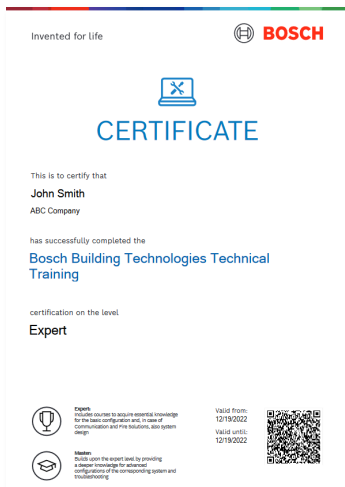 Invented for life
BOSCH
CERTIFICATE
This is to certify that
John Smith
ABC Company
has successfully completed the
Bosch Building Technologies Technical
Training
certification on the level
Expert
Expert:
Includes courses to acquire essential knowledge
for the basic configuration and, in case of
Communication and Fire Solutions, also system
design
Valid from:
12/19/2022
Valid until:
12/19/2022
Master:
Builds upon the expert level by providing
a deeper knowledge for advanced
configurations of the corresponding system and
troubleshooting